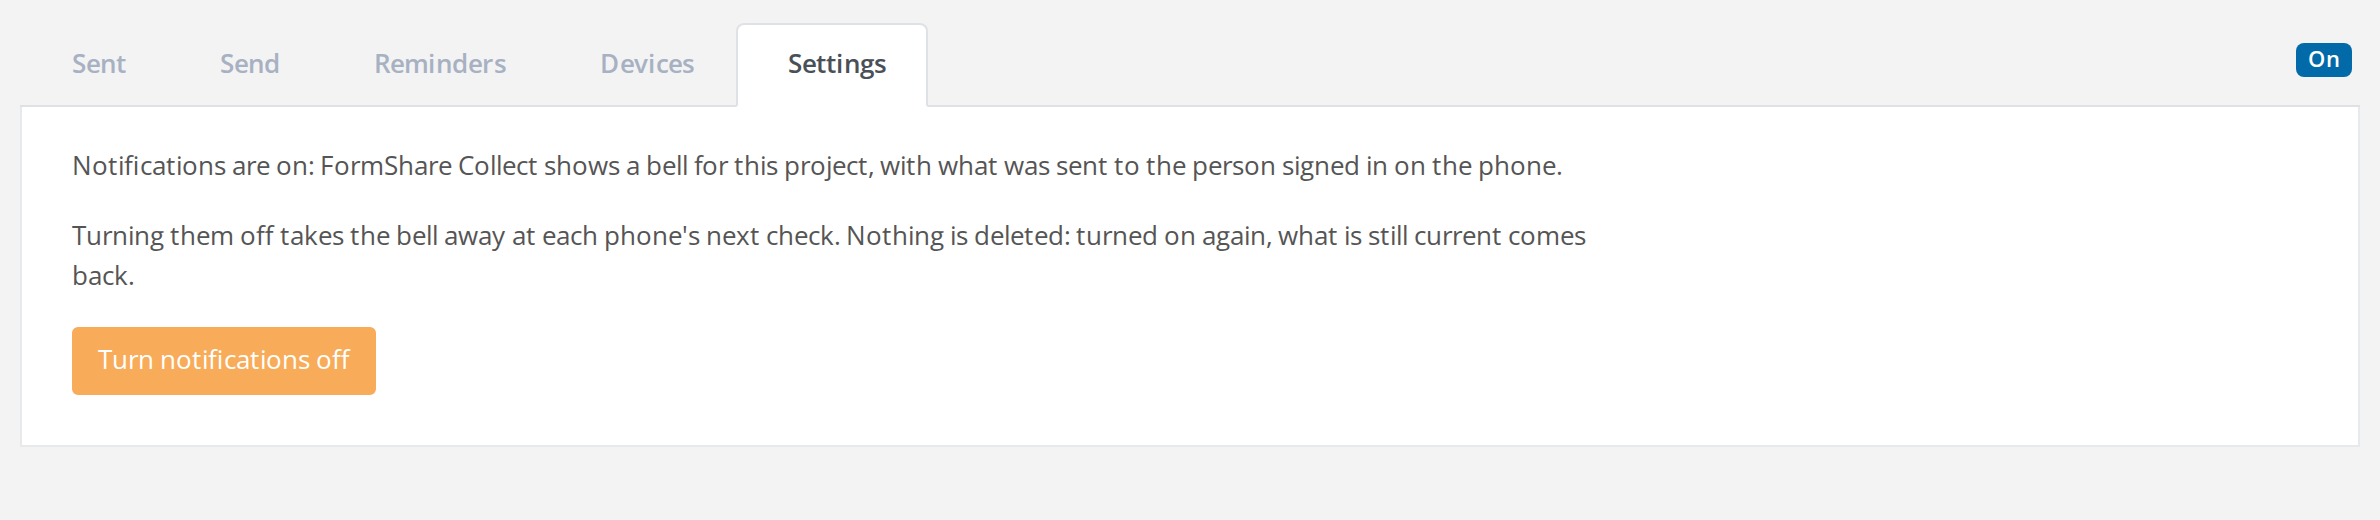 Sent Send Reminders Devices Settings On
Notifications are on: FormShare Collect shows a bell for this project, with what was sent to the person signed in on the phone.
Turning them off takes the bell away at each phone's next check. Nothing is deleted: turned on again, what is still current comes
back.
Turn notifications off